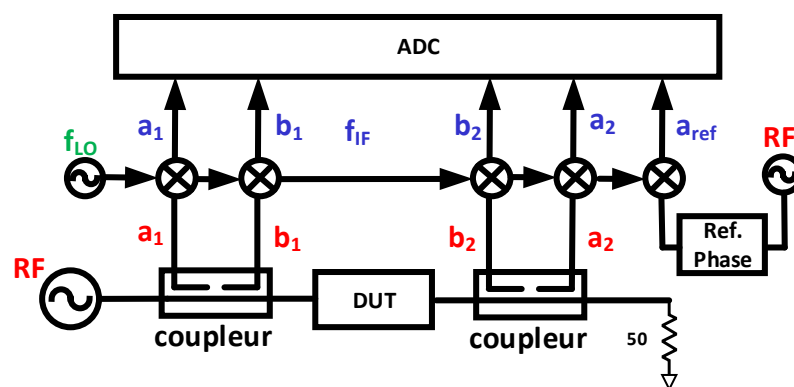 ADC
a1 b1 b2 a2 aref
fLO fIF RF
a1 b1 b2 a2 Ref.
Phase
RF DUT
coupleur coupleur 50